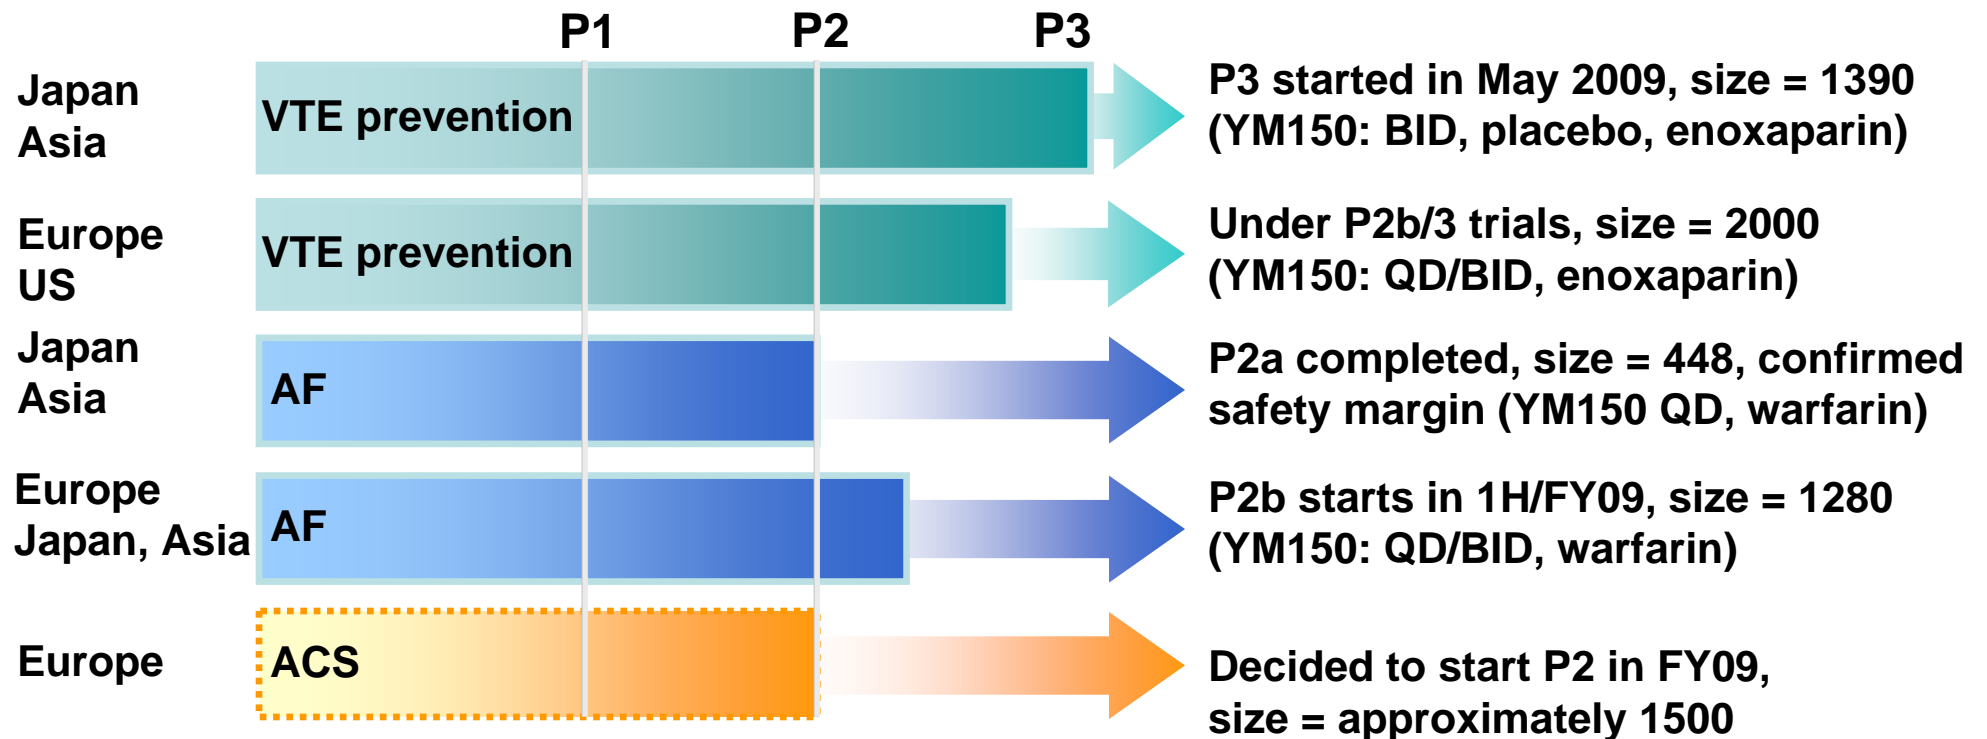 P1 P2 P3
Japan
Asia
VTE prevention
P3 started in May 2009, size = 1390
(YM150: BID, placebo, enoxaparin)
Europe
US
VTE prevention
Under P2b/3 trials, size = 2000
(YM150: QD/BID, enoxaparin)
Japan
Asia
AF
P2a completed, size = 448, confirmed
safety margin (YM150 QD, warfarin)
Europe
Japan, Asia
AF
P2b starts in 1H/FY09, size = 1280
(YM150: QD/BID, warfarin)
Europe
ACS
Decided to start P2 in FY09,
size = approximately 1500